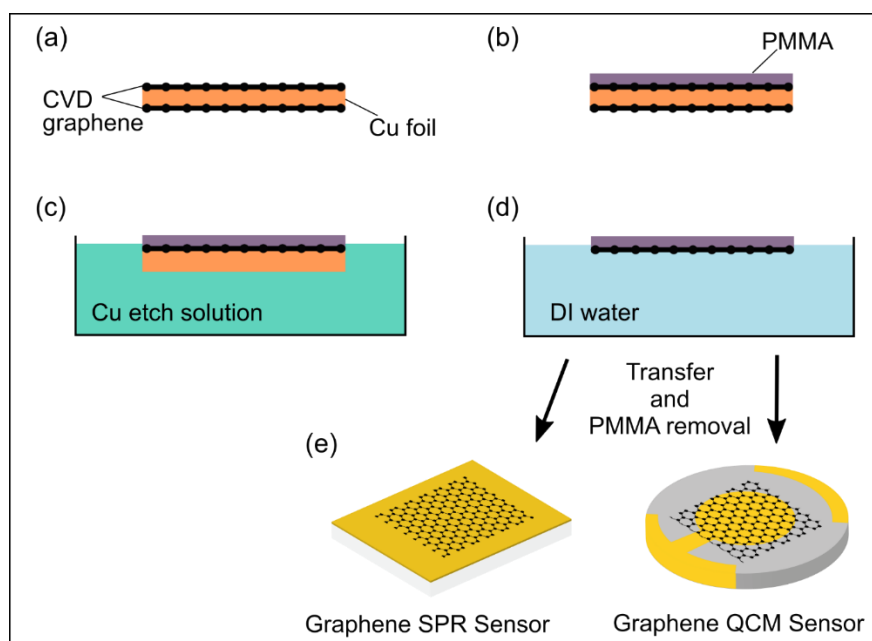 (a)
CVD
graphene
Cu foil
(b)
PMMA
(c)
Cu etch solution
(d)
DI water
Transfer
and
PMMA removal
(e)
Graphene SPR Sensor
Graphene QCM Sensor